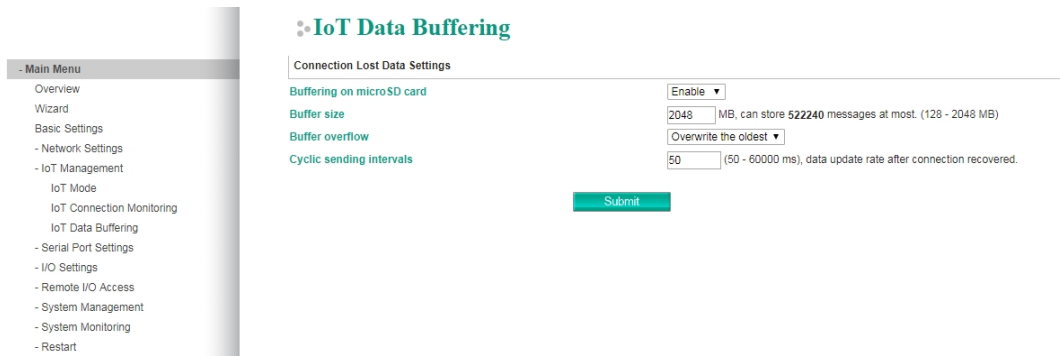 IoT Data Buffering
- Main Menu
Overview
Wizard
Basic Settings
- Network Settings
- IoT Management
IoT Mode
IoT Connection Monitoring
IoT Data Buffering
- Serial Port Settings
- I/O Settings
- Remote I/O Access
- System Management
- System Monitoring
- Restart
Connection Lost Data Settings
Buffering on microSD card Enable
Buffer size 2048 MB, can store 522240 messages at most. (128 - 2048 MB)
Buffer overflow Overwrite the oldest
Cyclic sending intervals 50 (50 - 60000 ms), data update rate after connection recovered.
Submit